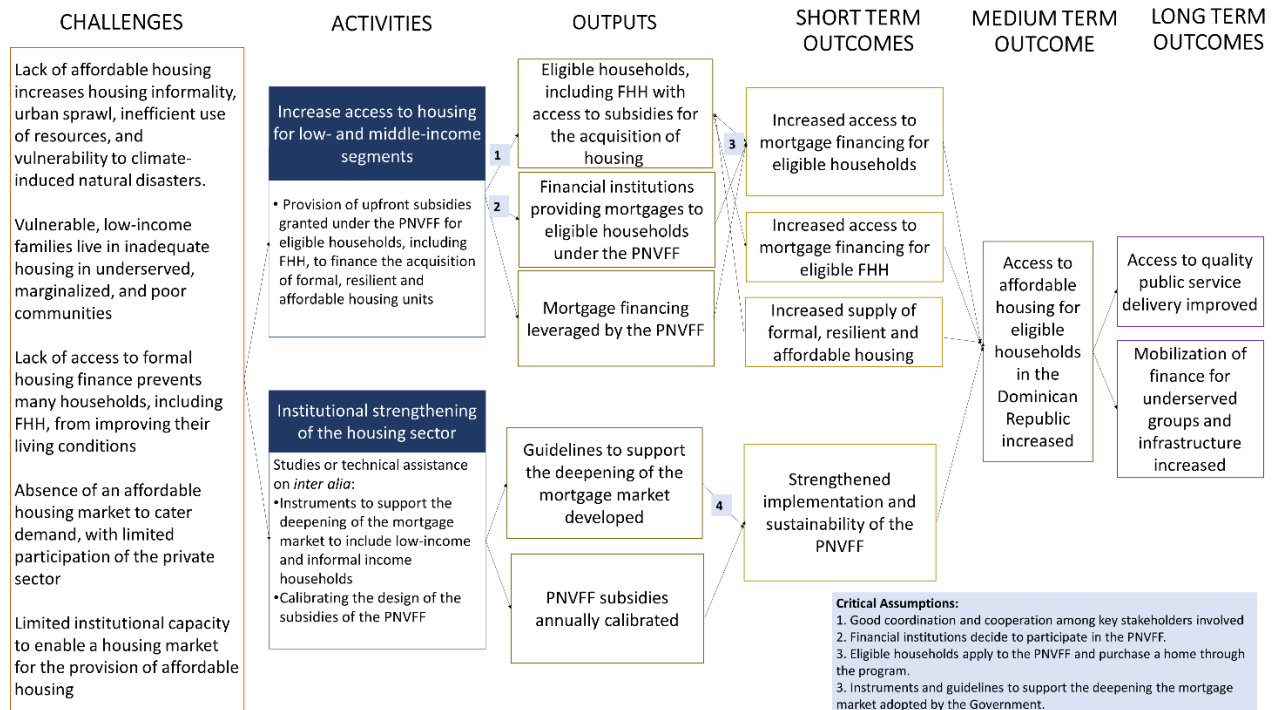 CHALLENGES
ACTIVITIES
OUTPUTS
SHORT TERM
OUTCOMES
MEDIUM TERM
OUTCOME
LONG TERM
OUTCOMES
Lack of affordable housing
increases housing informality,
urban sprawl, inefficient use
of resources, and
vulnerability to climate-
induced natural disasters.
Vulnerable, low-income
families live in inadequate
housing in underserved,
marginalized, and poor
communities
Lack of access to formal
housing finance prevents
many households, including
FHH, from improving their
living conditions
Absence of an affordable
housing market to cater
demand, with limited
participation of the private
sector
Limited institutional capacity
to enable a housing market
for the provision of affordable
housing
Increase access to housing
for low- and middle-income
segments
• Provision of upfront subsidies
granted under the PNVFF for
eligible households, including
FHH, to finance the acquisition
of formal, resilient and
affordable housing units
Institutional strengthening
of the housing sector
Studies or technical assistance
on inter alia:
•Instruments to support the
deepening of the mortgage
market to include low-income
and informal income
households
•Calibrating the design of the
subsidies of the PNVFF
1
2
Eligible households,
including FHH with
access to subsidies for
the acquisition of
housing
Financial institutions
providing mortgages to
eligible households
under the PNVFF
Mortgage financing
leveraged by the PNVFF
Guidelines to support
the deepening of the
mortgage market
developed
PNVFF subsidies
annually calibrated
3
4
Increased access to
mortgage financing for
eligible households
Increased access to
mortgage financing for
eligible FHH
Increased supply of
formal, resilient and
affordable housing
Strengthened
implementation and
sustainability of the
PNVFF
Access to
affordable
housing for
eligible
households
in the
Dominican
Republic
increased
Access to quality
public service
delivery improved
Mobilization of
finance for
underserved
groups and
infrastructure
increased
Critical Assumptions:
1. Good coordination and cooperation among key stakeholders involved
2. Financial institutions decide to participate in the PNVFF.
3. Eligible households apply to the PNVFF and purchase a home through
the program.
3. Instruments and guidelines to support the deepening the mortgage
market adopted by the Government.